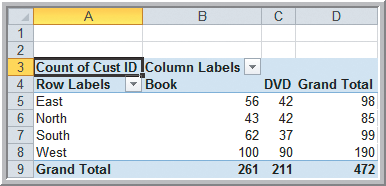 A B C D
1
2
3 Count of Cust ID Column Labels
4 Row Labels Book DVD Grand Total
5 East 56 42 98
6 North 43 42 85
7 South 62 37 99
8 West 100 90 190
9 Grand Total 261 211 472